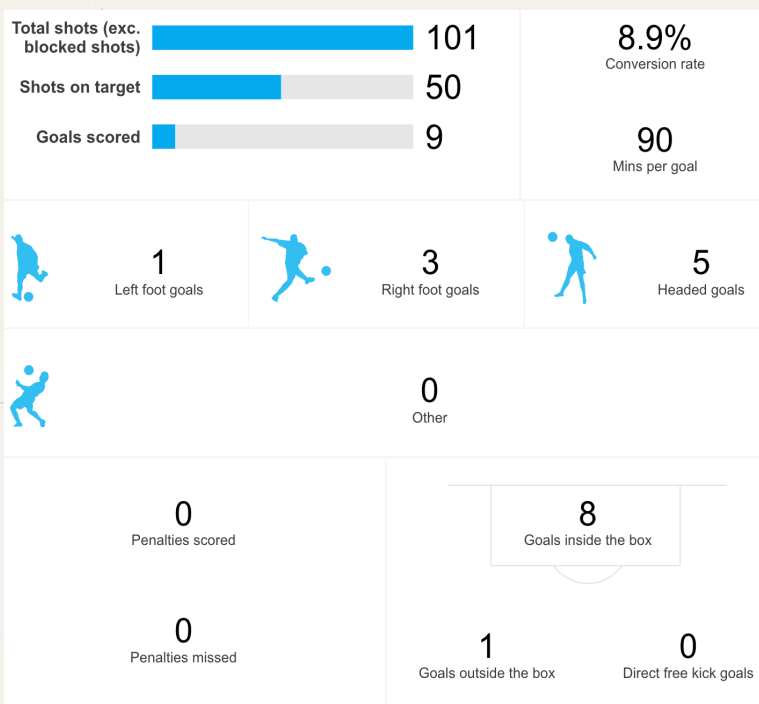 Total shots (exc.
blocked shots)
101
Shots on target
50
Goals scored
9
8.9%
Conversion rate
90
Mins per goal
1
Left foot goals
3
Right foot goals
5
Headed goals
0
Other
0
Penalties scored
0
Penalties missed
8
Goals inside the box
1
Goals outside the box
0
Direct free kick goals